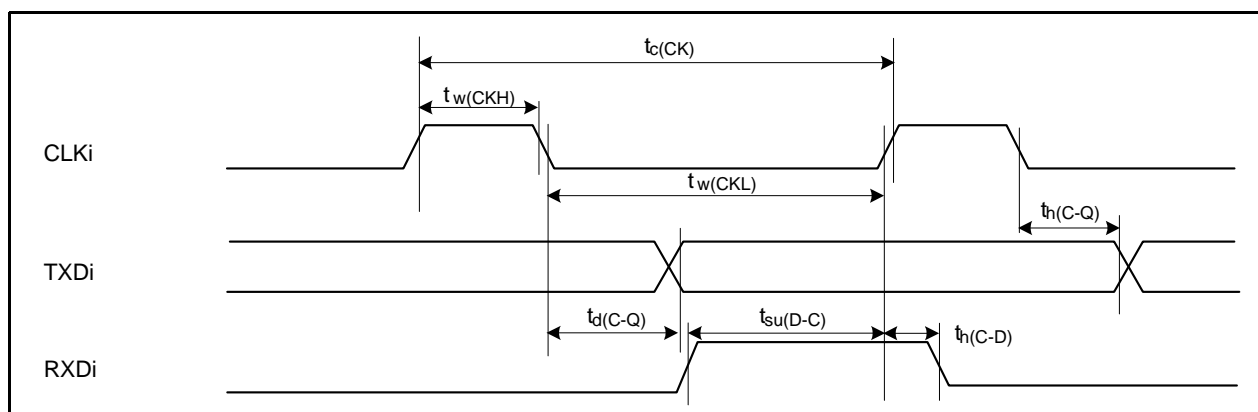 tc(CK)
tw(CKH)
CLKi
tw(CKL)
th(C-Q)
TXDi
td(C-Q)
tsu(D-C)
th(C-D)
RXDi